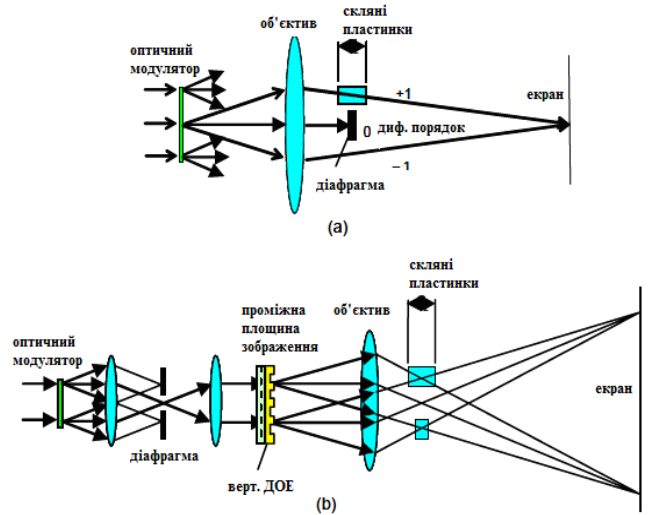 об'єктив
скляні
пластинки
оптичний
модулятор
+1
екран
0 диф. порядок
діафрагма
−1
(a)
скляні
пластинки
об'єктив
проміжна
площина
зображення
оптичний
модулятор
екран
діафрагма
верт. ДОЕ
(b)